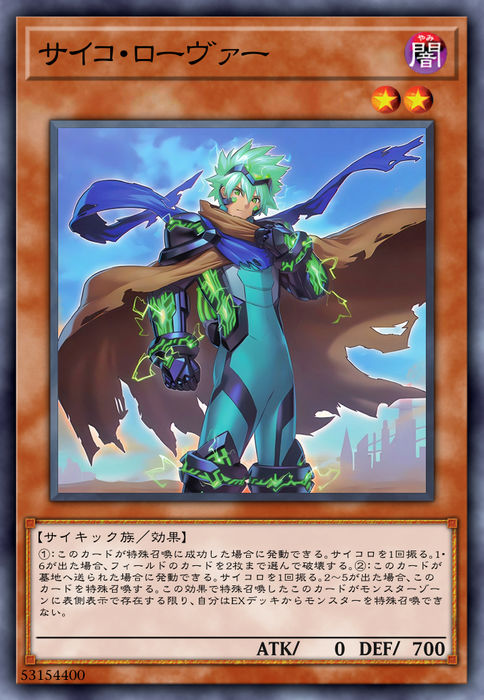 サイコ・ローヴァー
やみ
闇
【サイキック族／効果】
①：このカードが特殊召喚に成功した場合に発動できる。サイコロを1回振る。1・
6が出た場合、フィールドのカードを2枚まで選んで破壊する。②：このカードが
墓地へ送られた場合に発動できる。サイコロを1回振る。2～5が出た場合、この
カードを特殊召喚する。この効果で特殊召喚したこのカードがモンスターゾー
ンに表側表示で存在する限り、自分はEXデッキからモンスターを特殊召喚でき
ない。
ATK/ 0 DEF/ 700
53154400